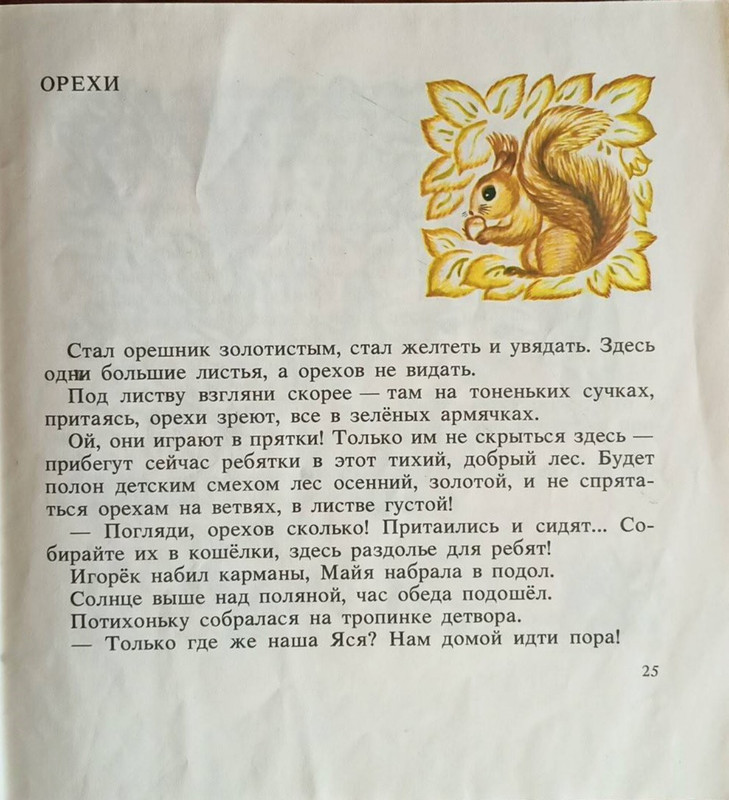 ОРЕХИ
Стал орешник золотистым, стал желтеть и увядать. Здесь
одни большие листья, а орехов не видать.
Под листву взгляни скорее — там на тоненьких сучках,
притаясь, орехи зреют, все в зелёных армячках.
Ой, они играют в прятки! Только им не скрыться здесь —
прибегут сейчас ребятки в этот тихий, добрый лес. Будет
полон детским смехом лес осенний, золотой, и не спрята-
ться орехам на ветвях, в листве густой!
— Погляди, орехов сколько! Притаились и сидят... Со-
бирайте их в кошёлки, здесь раздолье для ребят!
Игорёк набил карманы, Майя набрала в подол.
Солнце выше над поляной, час обеда подошёл.
Потихоньку собралася на тропинке детвора.
— Только где же наша Яся? Нам домой идти пора!
25